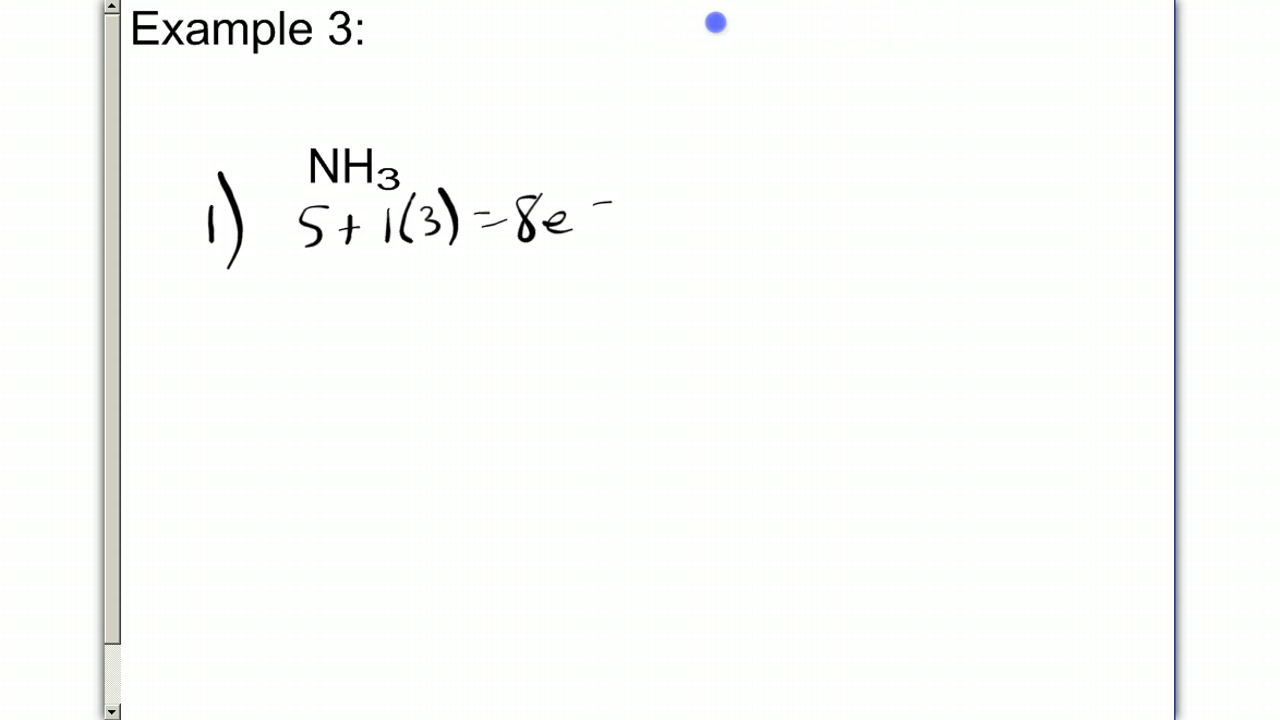 Example 3:
NH₃
1) 5 + 1(3) = 8e⁻